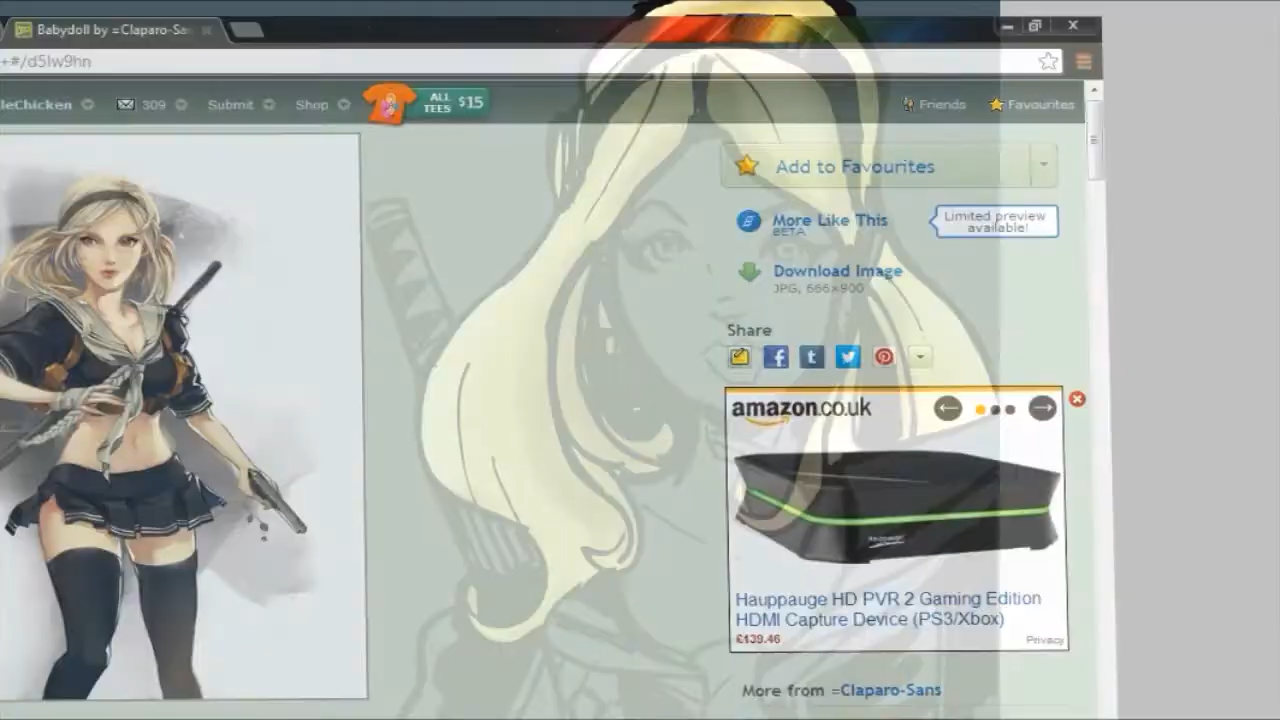 Babydoll by =Claparo-Sa
+#/d5lw9hn
leChicken 309 Submit Shop ALL TEES $15 Friends Favourites
Add to Favourites
More Like This
BETA
Limited preview
available!
Download Image
JPG, 666×900
Share
amazon.co.uk
Hauppauge HD PVR 2 Gaming Edition
HDMI Capture Device (PS3/Xbox)
£139.46
Privacy
More from =Claparo-Sans